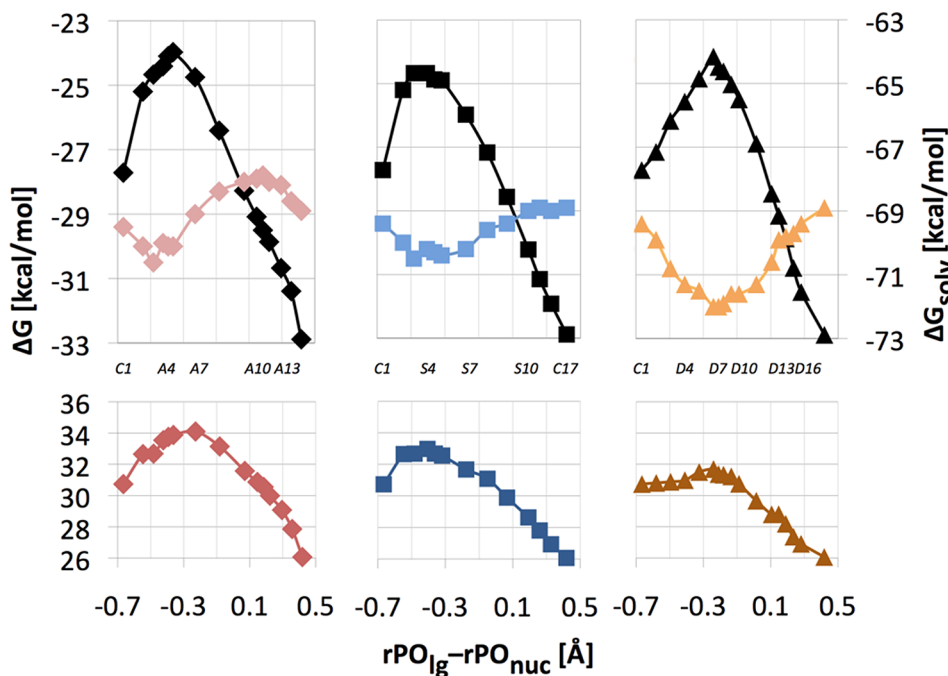 -23
-25
-27
-29
-31
-33
ΔG [kcal/mol]
-63
-65
-67
-69
-71
-73
ΔGsolv [kcal/mol]
C1 A4 A7 A10 A13
C1 S4 S7 S10 C17
C1 D4 D7 D10 D13 D16
36
34
32
30
28
26
-0.7 -0.3 0.1 0.5
-0.7 -0.3 0.1 0.5
-0.7 -0.3 0.1 0.5
rPOlg–rPOnuc [Å]